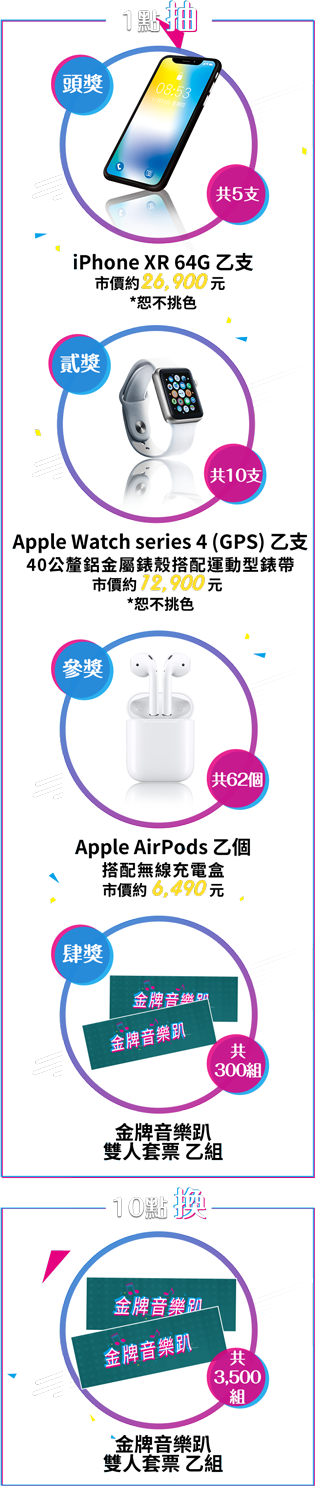 1點抽
頭獎
08:53
共5支
iPhone XR 64G 乙支
市價約26,900元
*恕不挑色
貳獎
共10支
Apple Watch series 4 (GPS) 乙支
40公釐鋁金屬錶殼搭配運動型錶帶
市價約12,900元
*恕不挑色
參獎
共62個
Apple AirPods 乙個
搭配無線充電盒
市價約 6,490 元
肆獎
金牌音樂趴
金牌音樂趴
共
300組
金牌音樂趴
雙人套票 乙組
10點換
金牌音樂趴
金牌音樂趴
共
3,500
組
金牌音樂趴
雙人套票 乙組